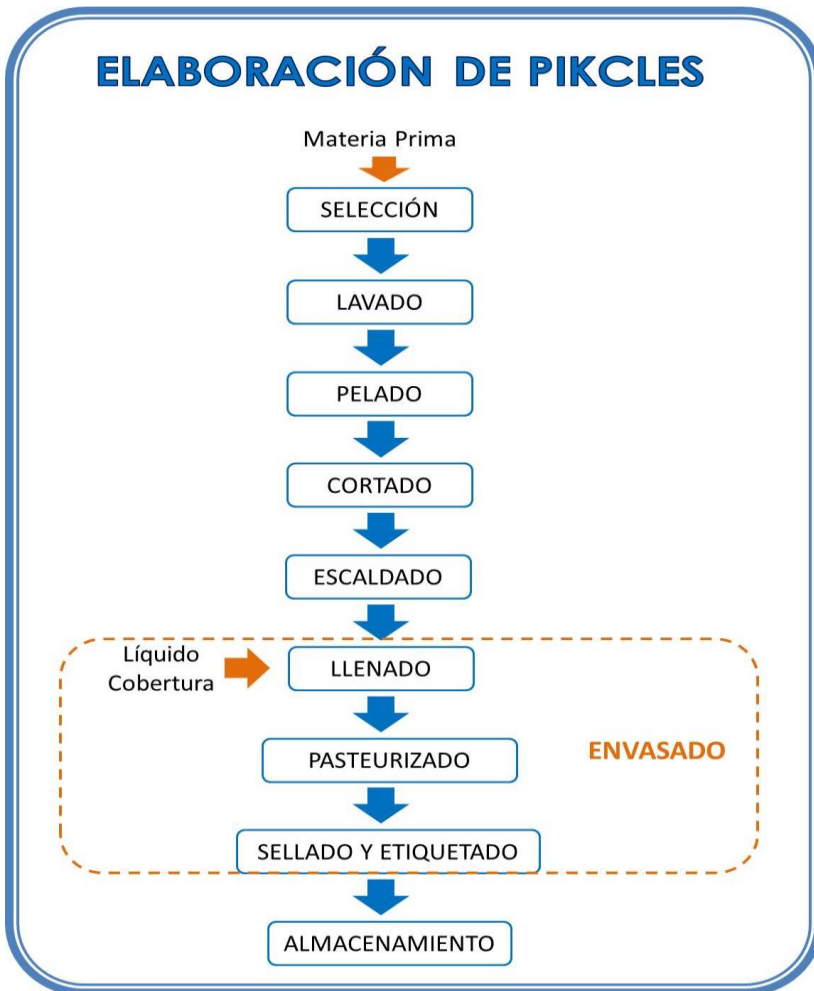 ELABORACIÓN DE PIKCLES
Materia Prima
SELECCIÓN
LAVADO
PELADO
CORTADO
ESCALDADO
Líquido
Cobertura
LLENADO
PASTEURIZADO
ENVASADO
SELLADO Y ETIQUETADO
ALMACENAMIENTO